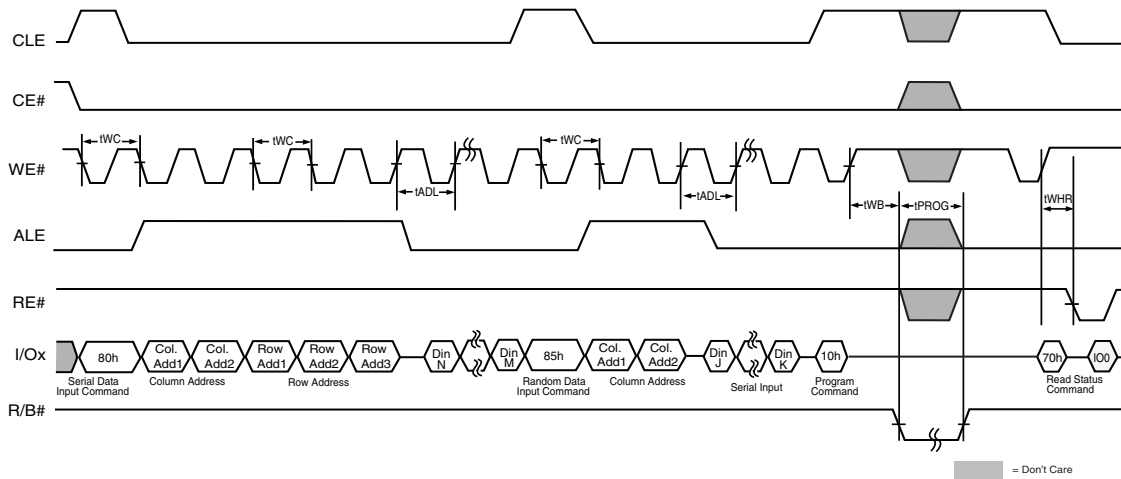 CLE
CE#
tWC
tWC
tWC
WE#
tADL
tADL
tWB
tPROG
tWHR
ALE
RE#
I/Ox
80h
Col. Add1
Col. Add2
Row Add1
Row Add2
Row Add3
Din N
Din M
85h
Col. Add1
Col. Add2
Din J
Din K
10h
70h
IO0
Serial Data Input Command
Column Address
Row Address
Random Data Input Command
Column Address
Serial Input
Program Command
Read Status Command
R/B#
= Don't Care